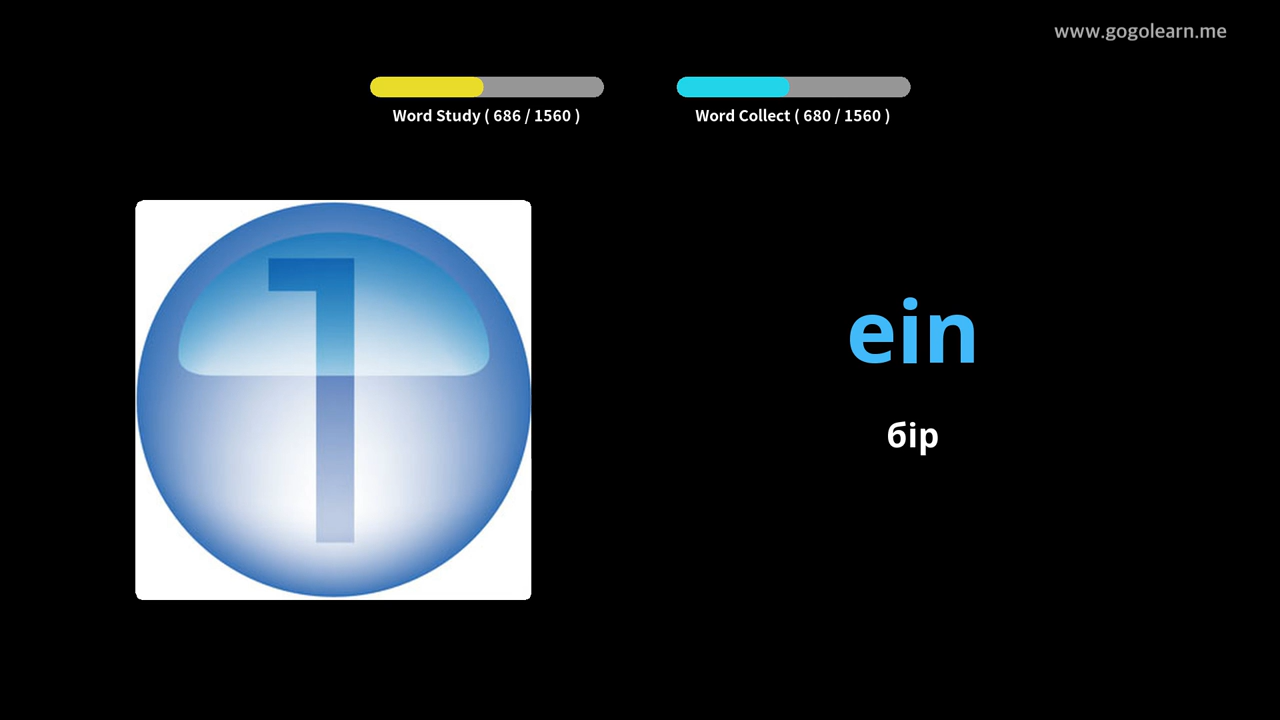 www.gogolearn.me
Word Study ( 686 / 1560 )
Word Collect ( 680 / 1560 )
1
ein
бір